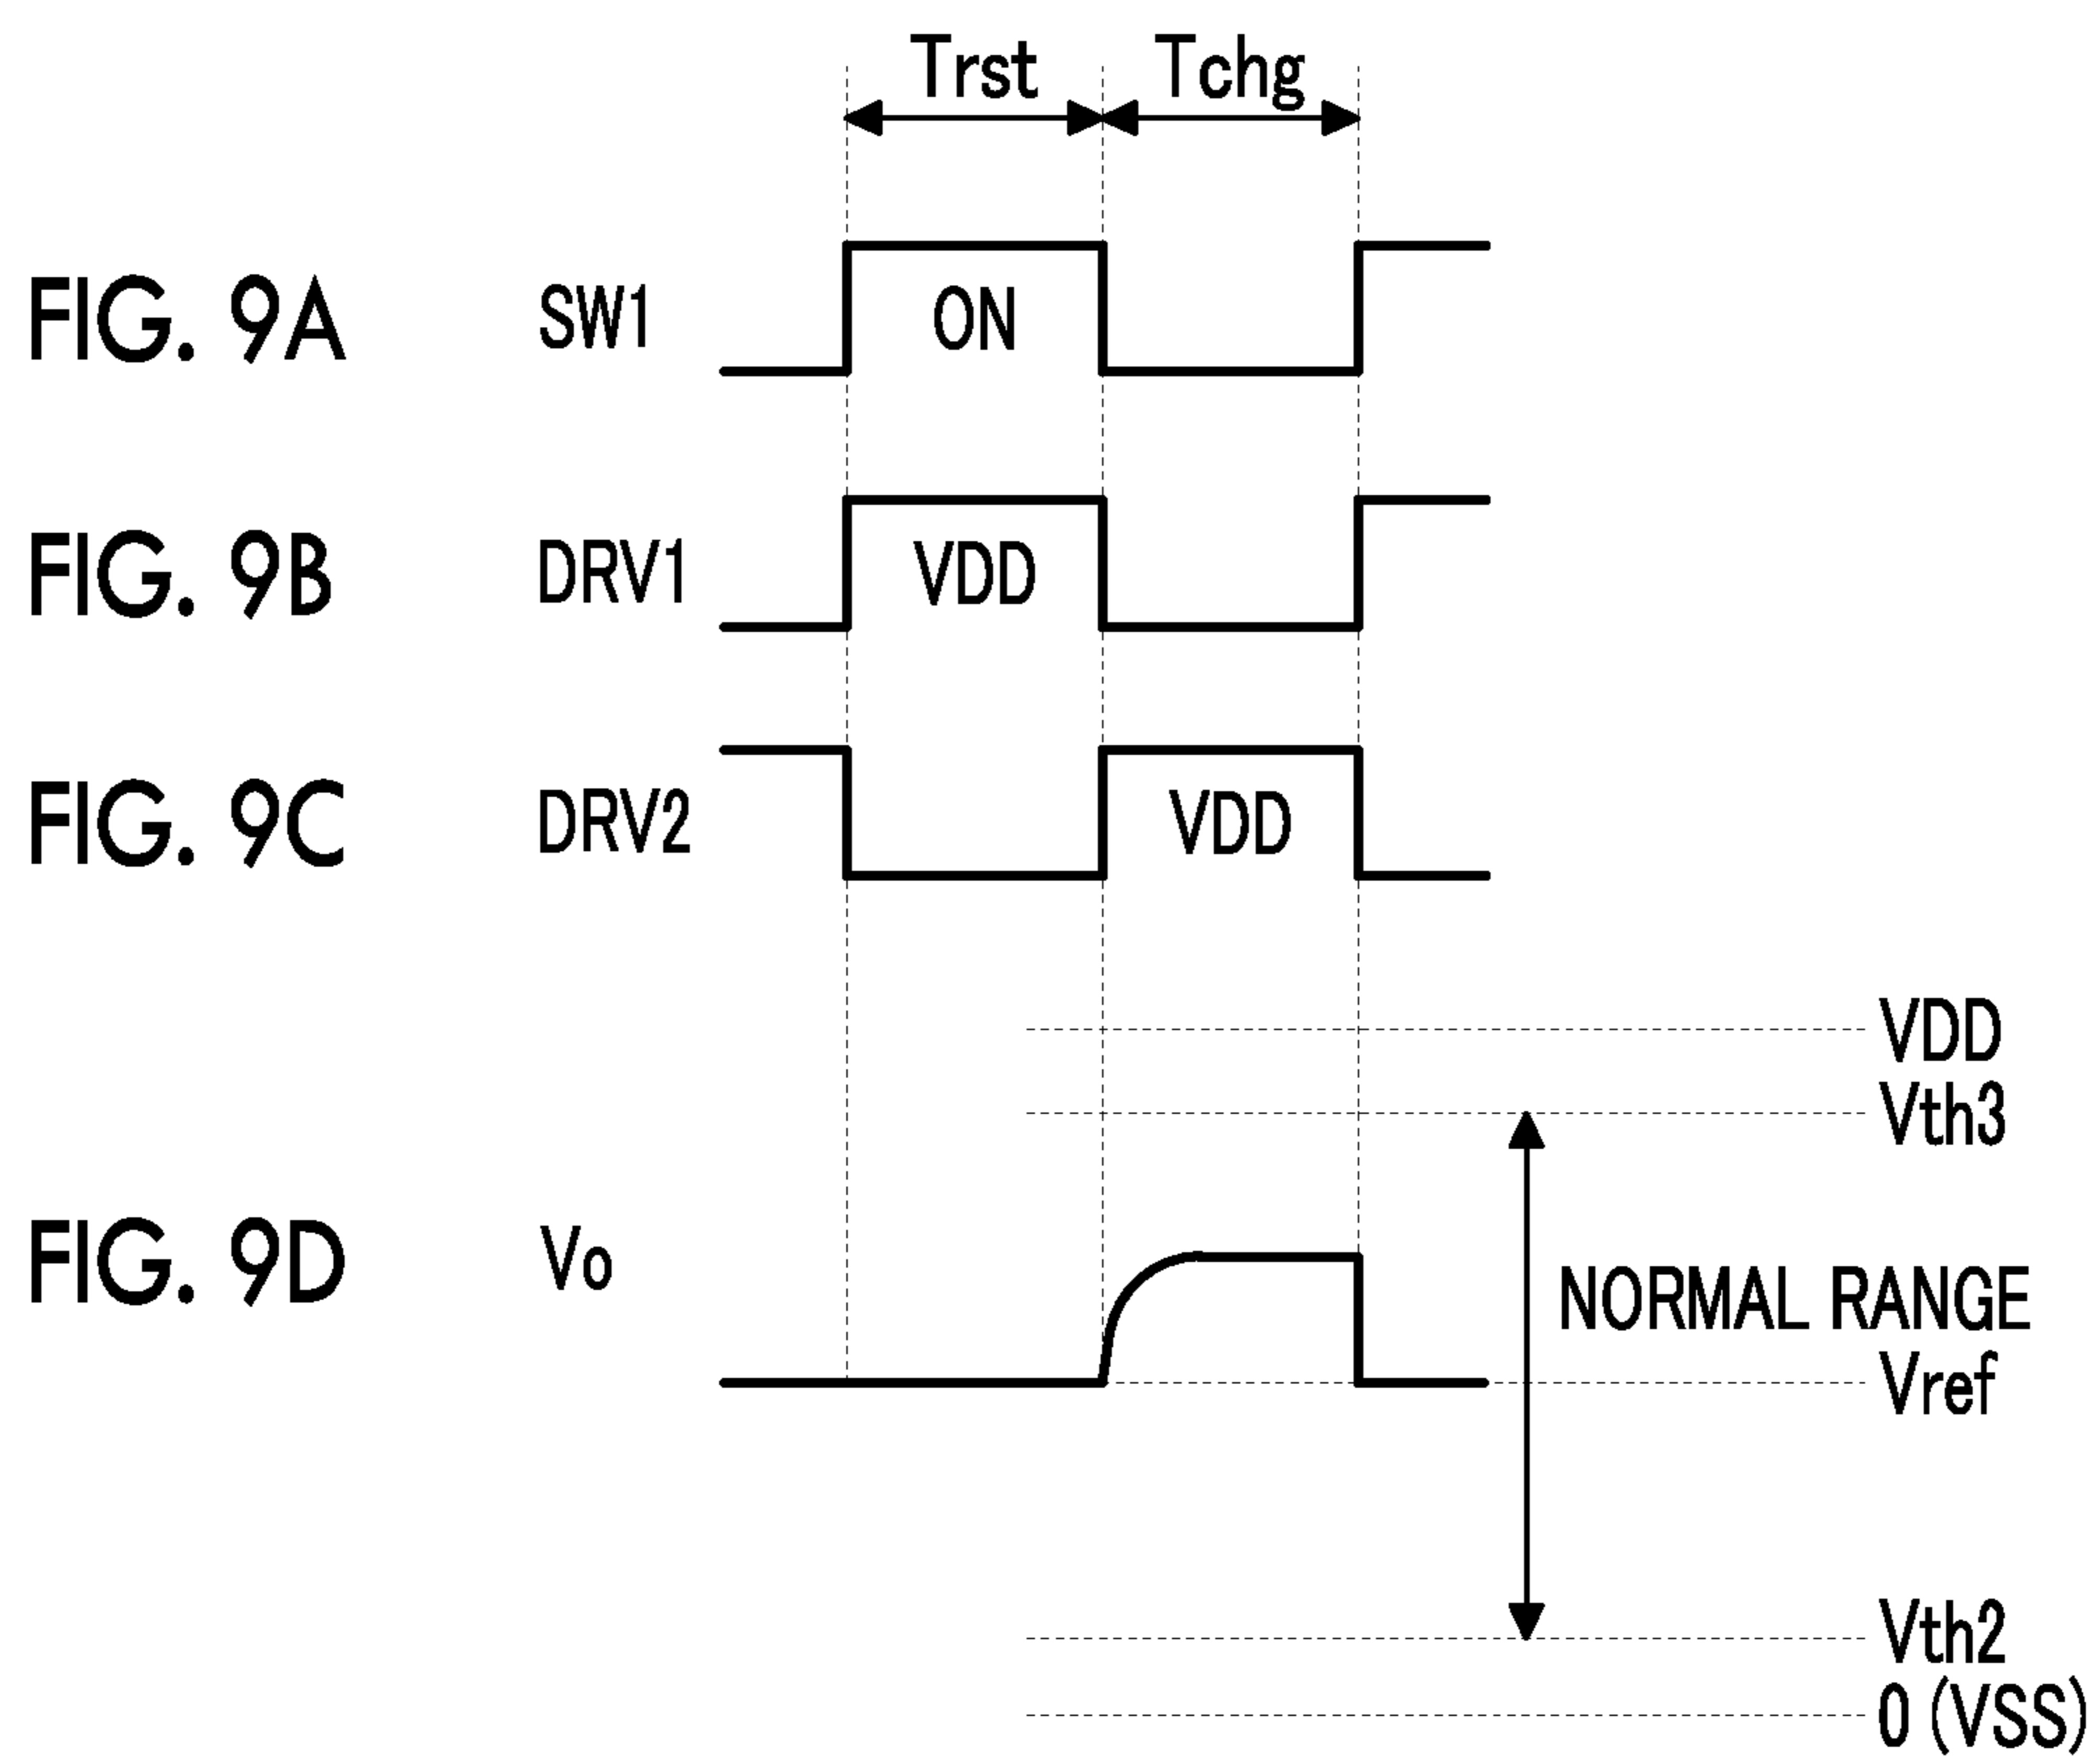 Trst Tchg
FIG. 9A SW1 ON
FIG. 9B DRV1 VDD
FIG. 9C DRV2 VDD
VDD
Vth3
FIG. 9D Vo
NORMAL RANGE
Vref
Vth2
0 (VSS)